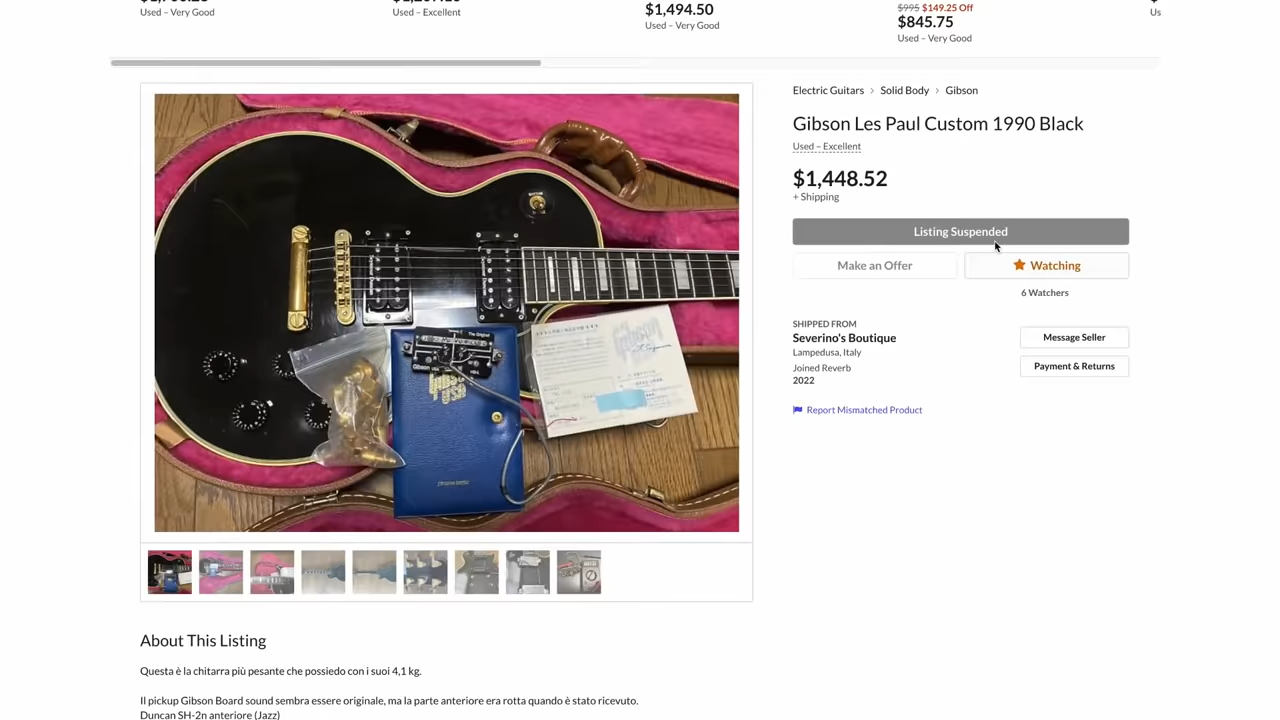 Used – Very Good
Used – Excellent
$1,494.50
Used – Very Good
$995 $149.25 Off
$845.75
Used – Very Good
Us
Electric Guitars > Solid Body > Gibson
Gibson Les Paul Custom 1990 Black
Used – Excellent
$1,448.52
+ Shipping
Listing Suspended
Make an Offer
Watching
6 Watchers
SHIPPED FROM
Severino's Boutique
Message Seller
Lampedusa, Italy
Joined Reverb
Payment & Returns
2022
Report Mismatched Product
Gibson
About This Listing
Questa è la chitarra più pesante che possiedo con i suoi 4,1 kg.
Il pickup Gibson Board sound sembra essere originale, ma la parte anteriore era rotta quando è stato ricevuto.
Duncan SH-2n anteriore (Jazz)